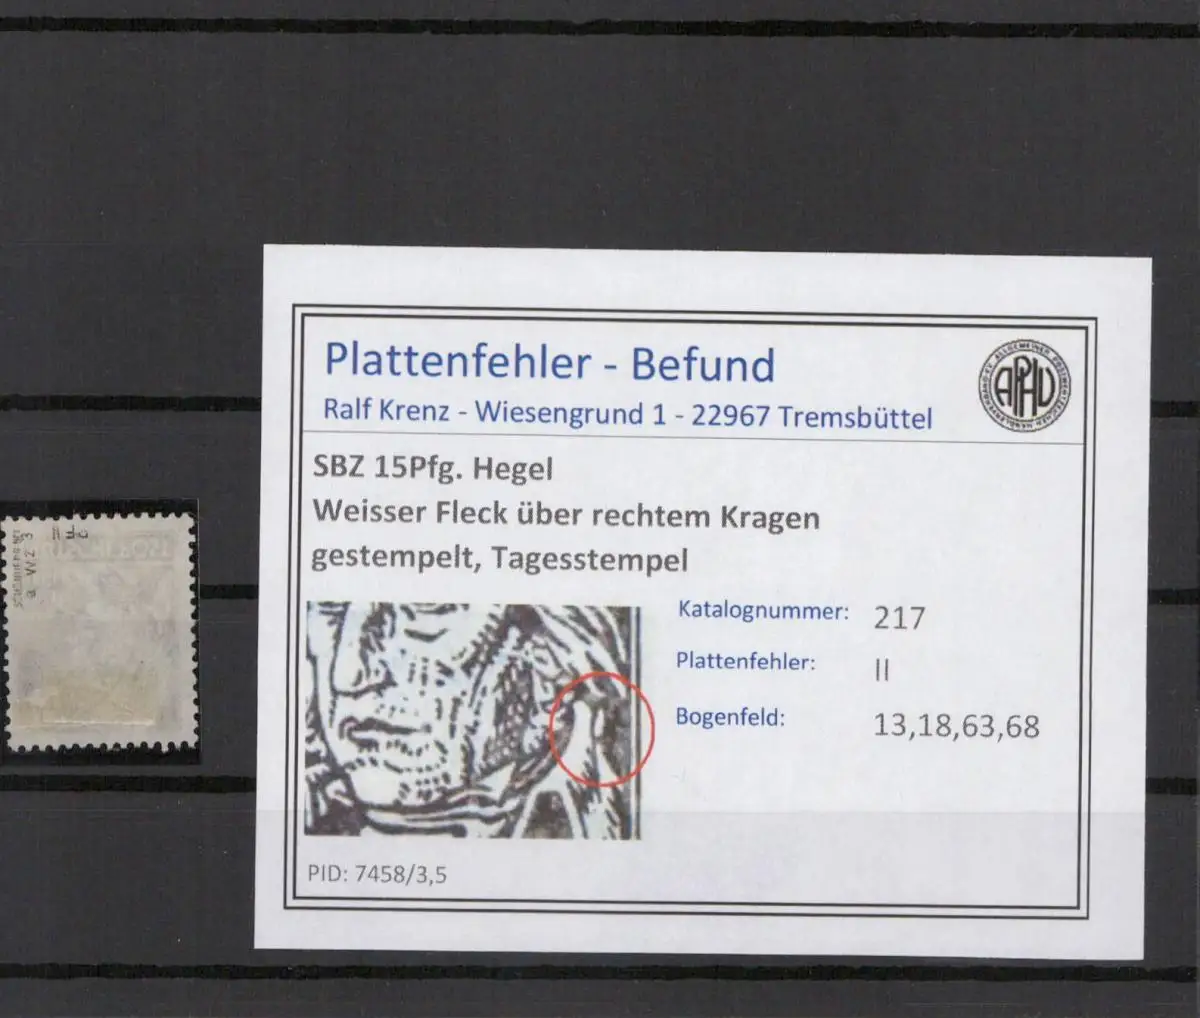 Plattenfehler - Befund
Ralf Krenz - Wiesengrund 1 - 22967 Tremsbüttel
SBZ 15Pfg. Hegel
Weisser Fleck über rechtem Kragen
gestempelt, Tagesstempel
Katalognummer: 217
Plattenfehler: II
Bogenfeld: 13,18,63,68
PID: 7458/3,5
APHV